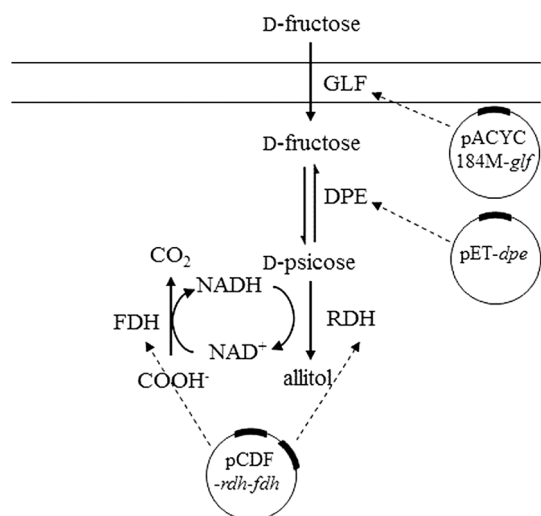 D-fructose
GLF
pACYC
184M-glf
D-fructose
DPE
pET-dpe
CO2
D-psicose
NADH
FDH
RDH
NAD+
COOH-
allitol
pCDF
-rdh-fdh